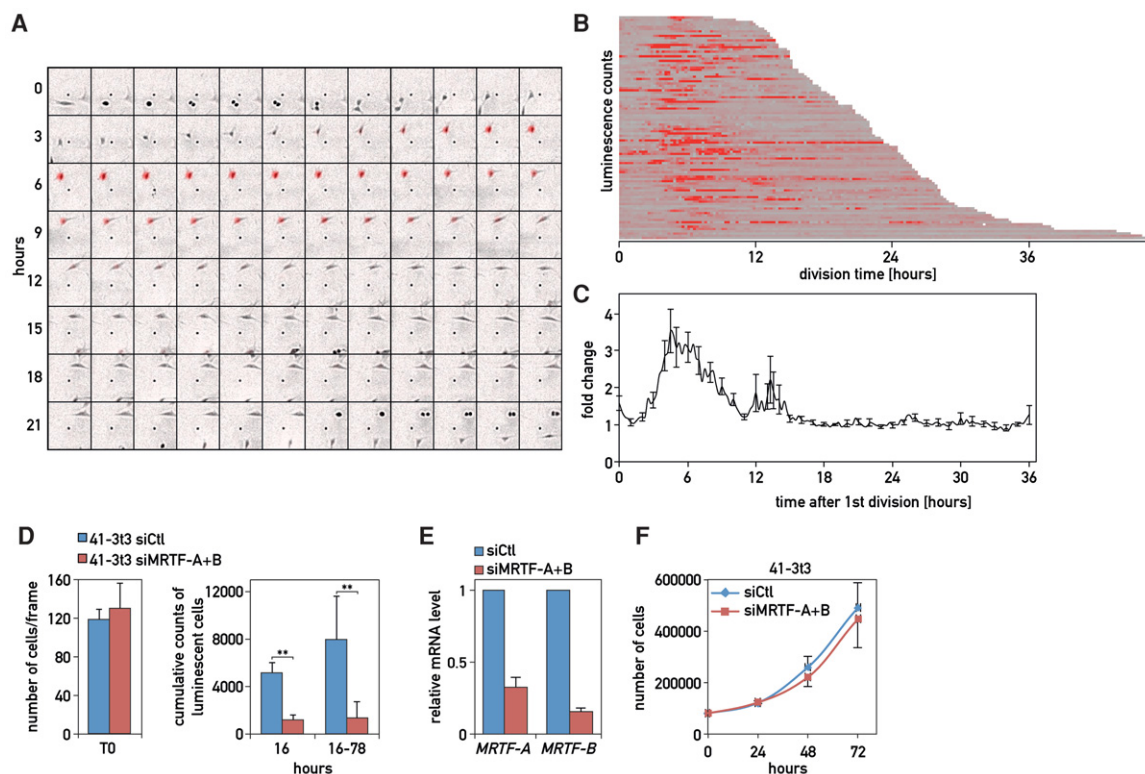 A
hours
0
3
6
9
12
15
18
21
B
luminescence counts
0 12 24 36
division time [hours]
C
fold change
4
3
2
1
0
0 6 12 18 24 30 36
time after 1st division [hours]
D
41-3t3 siCtl
41-3t3 siMRTF-A+B
number of cells/frame
160
120
80
40
0
T0
cumulative counts of
luminescent cells
12000
8000
4000
0
**
**
16 16-78
hours
E
siCtl
siMRTF-A+B
relative mRNA level
1
0.5
0
MRTF-A MRTF-B
F
41-3t3
siCtl
siMRTF-A+B
number of cells
600000
400000
200000
0
0 24 48 72
hours